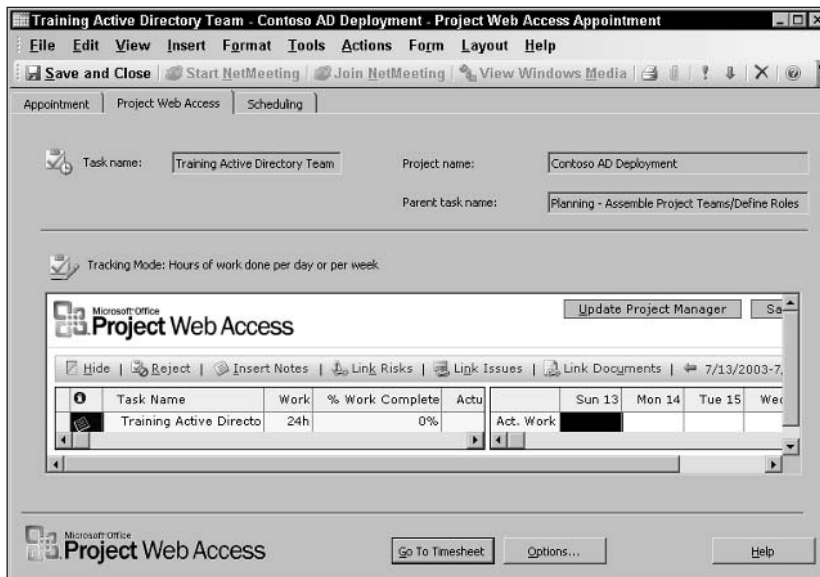 Training Active Directory Team - Contoso AD Deployment - Project Web Access Appointment
File Edit View Insert Format Tools Actions Form Layout Help
Save and Close Start NetMeeting Join NetMeeting View Windows Media
Appointment Project Web Access Scheduling
Task name: Training Active Directory Team Project name: Contoso AD Deployment
Parent task name: Planning - Assemble Project Teams/Define Roles
Tracking Mode: Hours of work done per day or per week
Microsoft Office
Project Web Access
Update Project Manager Sa
Hide | Reject | Insert Notes | Link Risks | Link Issues | Link Documents | 7/13/2003-7/
Task Name Work % Work Complete Actu Sun 13 Mon 14 Tue 15 Wed
Training Active Directo 24h 0% Act. Work
Microsoft Office
Project Web Access
Go To Timesheet Options... Help